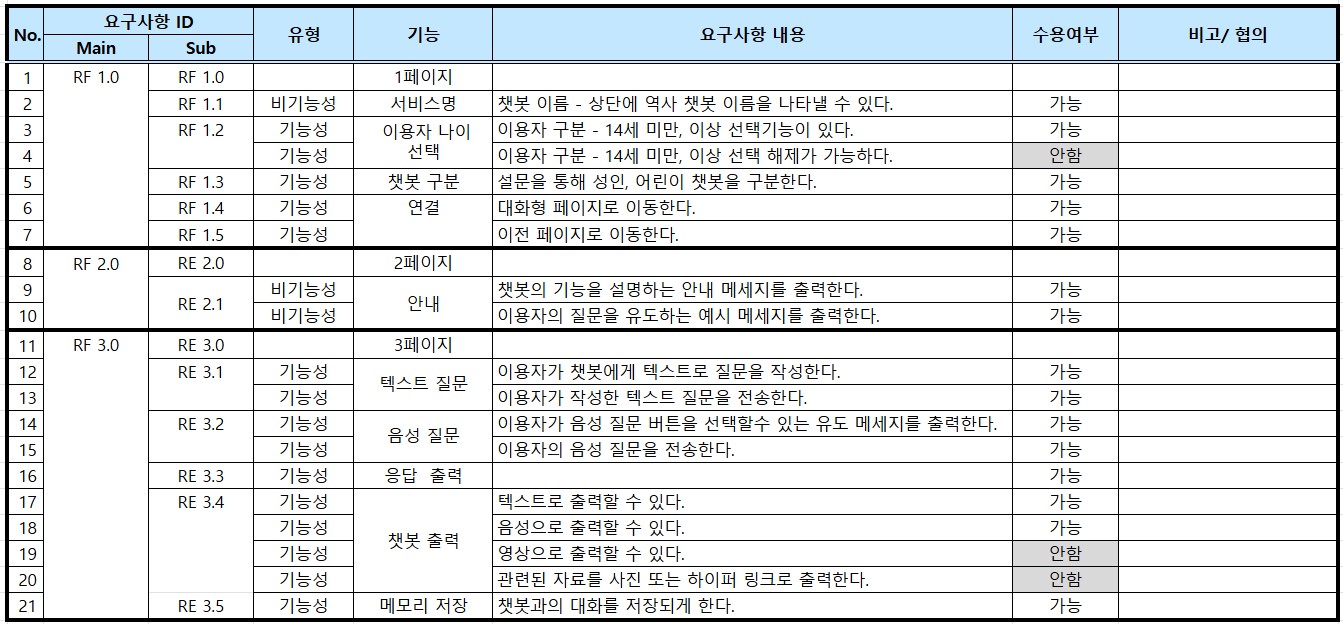 No. 요구사항 ID 유형 기능 요구사항 내용 수용여부 비고/ 협의
Main Sub
1 RF 1.0 RF 1.0 1페이지
2 RF 1.1 비기능성 서비스명 챗봇 이름 - 상단에 역사 챗봇 이름을 나타낼 수 있다. 가능
3 RF 1.2 기능성 이용자 나이 이용자 구분 - 14세 미만, 이상 선택기능이 있다. 가능
4 기능성 선택 이용자 구분 - 14세 미만, 이상 선택 해제가 가능하다. 안함
5 RF 1.3 기능성 챗봇 구분 설문을 통해 성인, 어린이 챗봇을 구분한다. 가능
6 RF 1.4 기능성 연결 대화형 페이지로 이동한다. 가능
7 RF 1.5 기능성 이전 페이지로 이동한다. 가능
8 RF 2.0 RE 2.0 2페이지
9 RE 2.1 비기능성 안내 챗봇의 기능을 설명하는 안내 메세지를 출력한다. 가능
10 비기능성 이용자의 질문을 유도하는 예시 메세지를 출력한다. 가능
11 RF 3.0 RE 3.0 3페이지
12 RE 3.1 기능성 텍스트 질문 이용자가 챗봇에게 텍스트로 질문을 작성한다. 가능
13 기능성 이용자가 작성한 텍스트 질문을 전송한다. 가능
14 RE 3.2 기능성 음성 질문 이용자가 음성 질문 버튼을 선택할수 있는 유도 메세지를 출력한다. 가능
15 기능성 이용자의 음성 질문을 전송한다. 가능
16 RE 3.3 기능성 응답 출력 가능
17 RE 3.4 기능성 챗봇 출력 텍스트로 출력할 수 있다. 가능
18 기능성 음성으로 출력할 수 있다. 가능
19 기능성 영상으로 출력할 수 있다. 안함
20 기능성 관련된 자료를 사진 또는 하이퍼 링크로 출력한다. 안함
21 RE 3.5 기능성 메모리 저장 챗봇과의 대화를 저장되게 한다. 가능